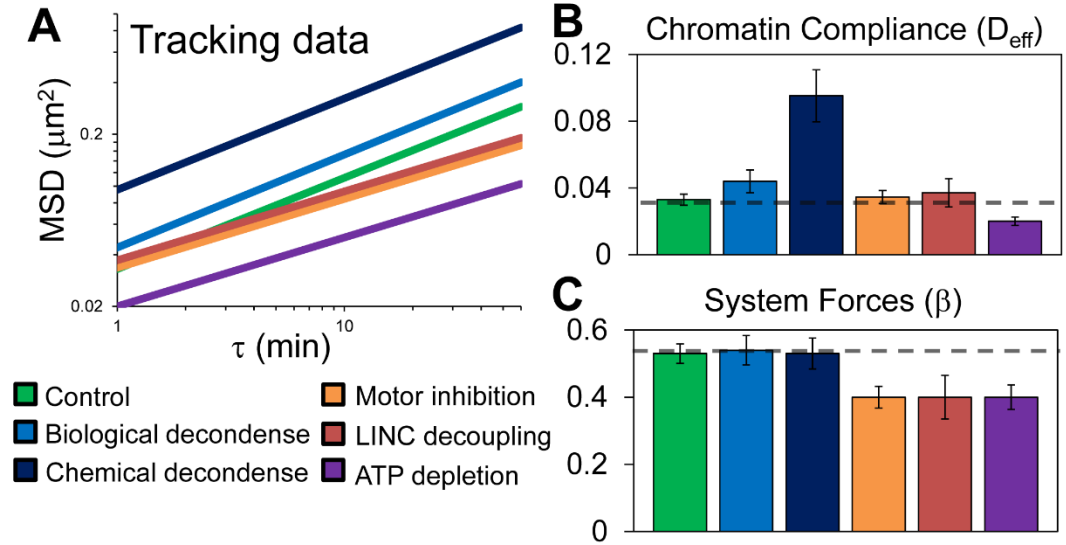 A
Tracking data
MSD (μm²)
0.2
0.02
1
10
τ (min)
Control
Biological decondense
Chemical decondense
Motor inhibition
LINC decoupling
ATP depletion
B
Chromatin Compliance (D_eff)
0.12
0.08
0.04
0
C
System Forces (β)
0.6
0.4
0.2
0